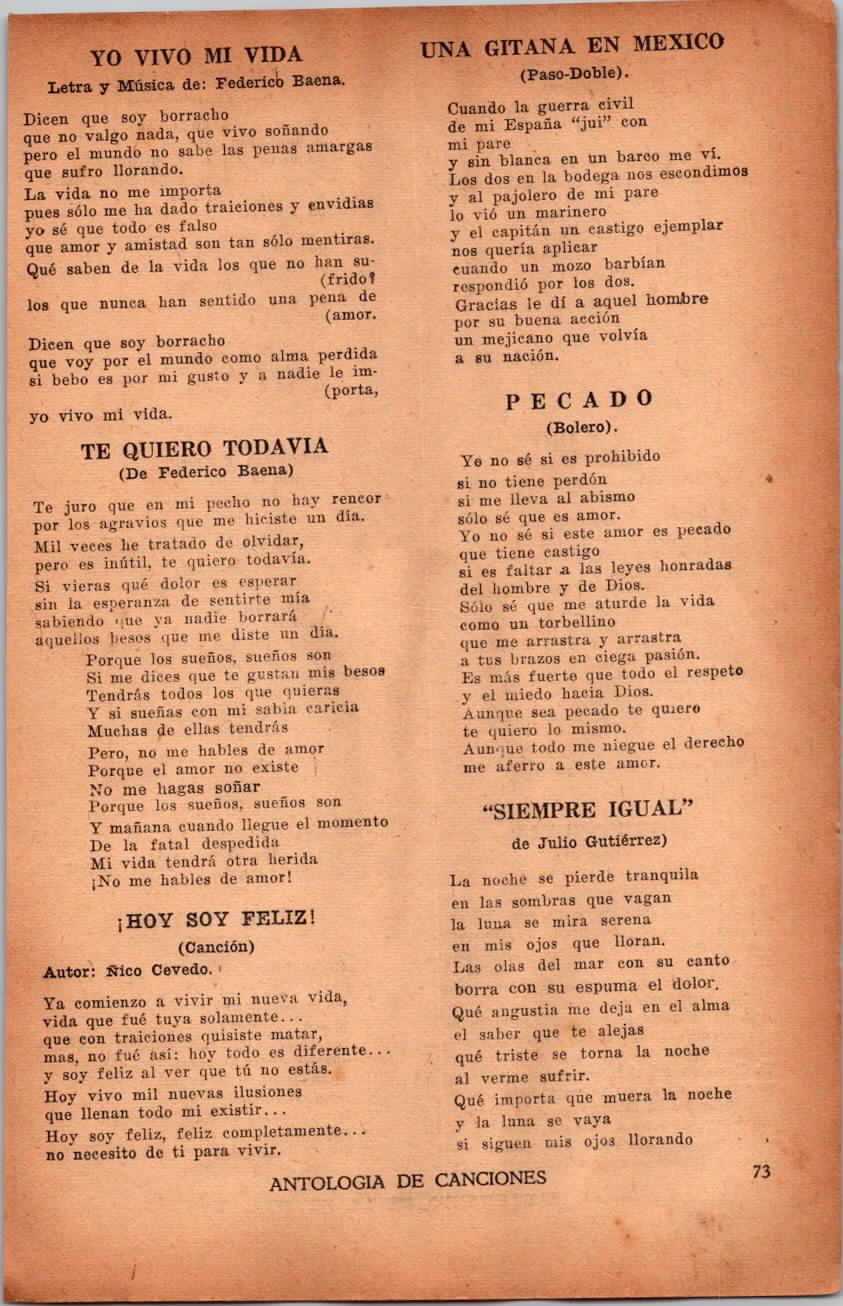 YO VIVO MI VIDA
Letra y Música de: Federico Baena.
Dicen que soy borracho
que no valgo nada, que vivo soñando
pero el mundo no sabe las penas amargas
que sufro llorando.
La vida no me importa
pues sólo me ha dado traiciones y envidias
yo sé que todo es falso
que amor y amistad son tan sólo mentiras.
Qué saben de la vida los que no han su-
(frido?
los que nunca han sentido una pena de
(amor.
Dicen que soy borracho
que voy por el mundo como alma perdida
si bebo es por mi gusto y a nadie le im-
(porta,
yo vivo mi vida.
TE QUIERO TODAVIA
(De Federico Baena)
Te juro que en mi pecho no hay rencor
por los agravios que me hiciste un día.
Mil veces he tratado de olvidar,
pero es inútil, te quiero todavía.
Si vieras qué dolor es esperar
sin la esperanza de sentirte mía
sabiendo que ya nadie borrará
aquellos besos que me diste un día.
Porque los sueños, sueños son
Si me dices que te gustan mis besos
Tendrás todos los que quieras
Y si sueñas con mi sabia caricia
Muchas de ellas tendrás
Pero, no me hables de amor
Porque el amor no existe
No me hagas soñar
Porque los sueños, sueños son
Y mañana cuando llegue el momento
De la fatal despedida
Mi vida tendrá otra herida
¡No me hables de amor!
¡HOY SOY FELIZ!
(Canción)
Autor: Ñico Cevedo.
Ya comienzo a vivir mi nueva vida,
vida que fué tuya solamente...
que con traiciones quisiste matar,
mas, no fué asi: hoy todo es diferente...
y soy feliz al ver que tú no estás.
Hoy vivo mil nuevas ilusiones
que llenan todo mi existir...
Hoy soy feliz, feliz completamente...
no necesito de ti para vivir.
UNA GITANA EN MEXICO
(Paso-Doble).
Cuando la guerra civil
de mi España "jui" con
mi pare
y sin blanca en un barco me ví.
Los dos en la bodega nos escondimos
y al pajolero de mi pare
lo vió un marinero
y el capitán un castigo ejemplar
nos quería aplicar
cuando un mozo barbían
respondió por los dos.
Gracias le dí a aquel hombre
por su buena acción
un mejicano que volvía
a su nación.
PECADO
(Bolero).
Yo no sé si es prohibido
si no tiene perdón
si me lleva al abismo
sólo sé que es amor.
Yo no sé si este amor es pecado
que tiene castigo
si es faltar a las leyes honradas
del hombre y de Dios.
Sólo sé que me aturde la vida
como un torbellino
que me arrastra y arrastra
a tus brazos en ciega pasión.
Es más fuerte que todo el respeto
y el miedo hacia Dios.
Aunque sea pecado te quiero
te quiero lo mismo.
Aunque todo me niegue el derecho
me aferro a este amor.
"SIEMPRE IGUAL"
de Julio Gutiérrez)
La noche se pierde tranquila
en las sombras que vagan
la luna se mira serena
en mis ojos que lloran.
Las olas del mar con su canto
borra con su espuma el dolor.
Qué angustia me deja en el alma
el saber que te alejas
qué triste se torna la noche
al verme sufrir.
Qué importa que muera la noche
y la luna se vaya
si siguen mis ojos llorando
ANTOLOGIA DE CANCIONES
73